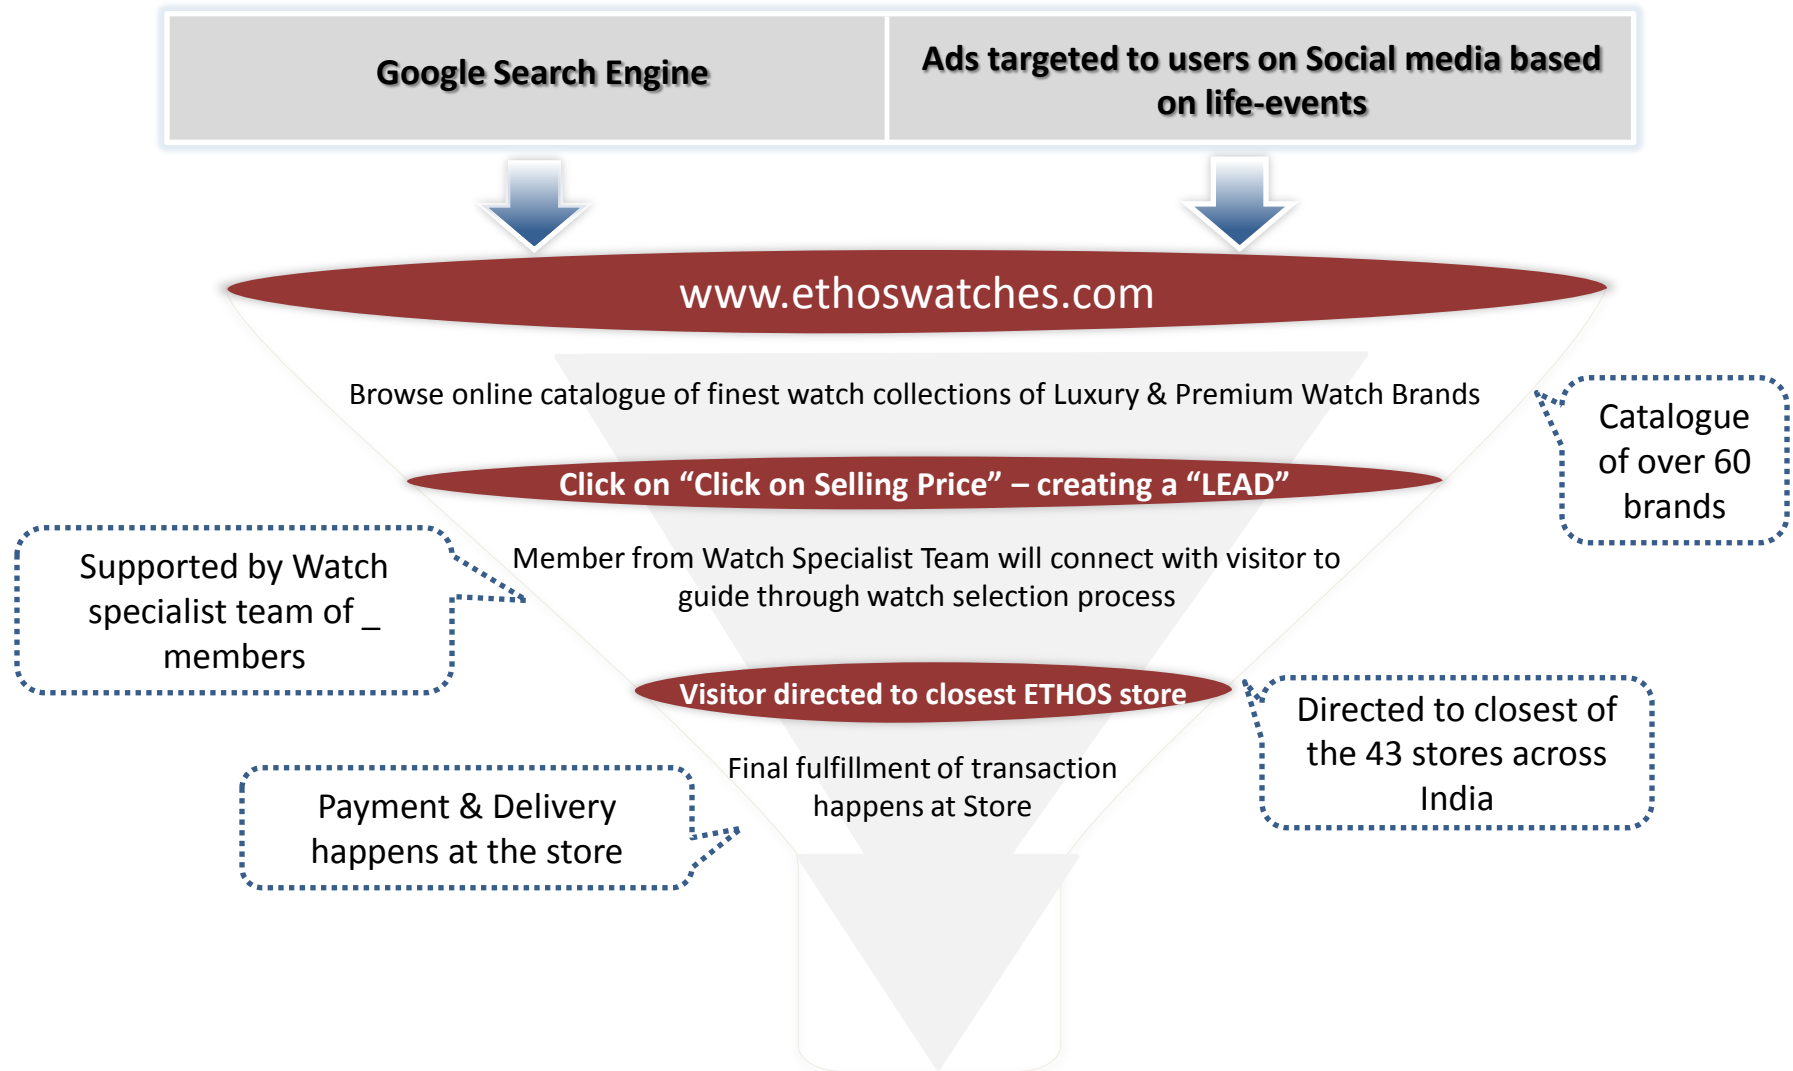 Google Search Engine
Ads targeted to users on Social media based
on life-events
www.ethoswatches.com
Browse online catalogue of finest watch collections of Luxury & Premium Watch Brands
Catalogue
of over 60
brands
Click on “Click on Selling Price” – creating a “LEAD”
Supported by Watch
specialist team of _
members
Member from Watch Specialist Team will connect with visitor to
guide through watch selection process
Visitor directed to closest ETHOS store
Directed to closest of
the 43 stores across
India
Final fulfillment of transaction
happens at Store
Payment & Delivery
happens at the store